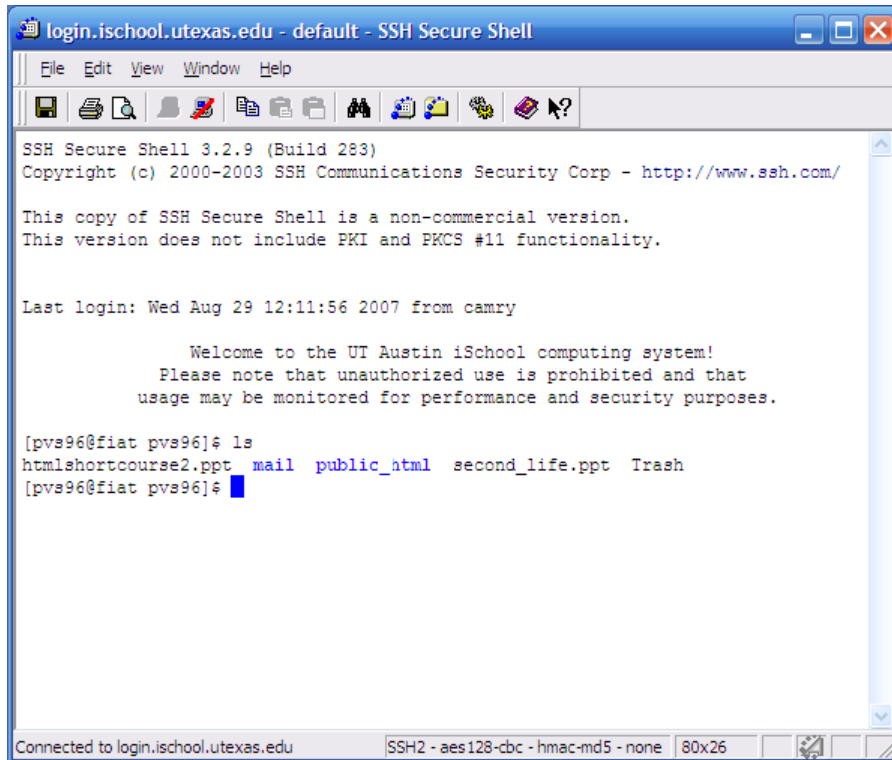 login.ischool.utexas.edu - default - SSH Secure Shell
File Edit View Window Help
SSH Secure Shell 3.2.9 (Build 283)
Copyright (c) 2000-2003 SSH Communications Security Corp - http://www.ssh.com/
This copy of SSH Secure Shell is a non-commercial version.
This version does not include PKI and PKCS #11 functionality.
Last login: Wed Aug 29 12:11:56 2007 from camry
Welcome to the UT Austin iSchool computing system!
Please note that unauthorized use is prohibited and that
usage may be monitored for performance and security purposes.
[pvs96@fiat pvs96]$ ls
htmlshortcourse2.ppt mail public_html second_life.ppt Trash
[pvs96@fiat pvs96]$
Connected to login.ischool.utexas.edu SSH2 - aes128-cbc - hmac-md5 - none 80x26